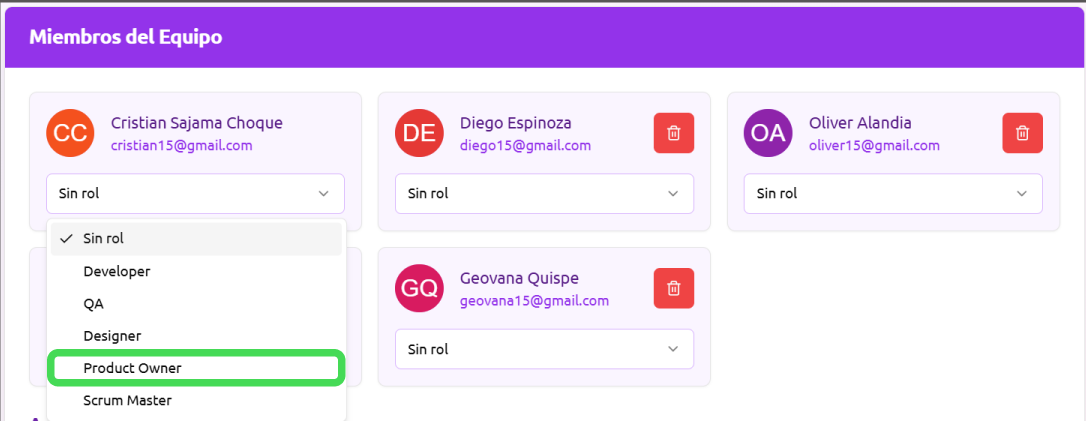 Miembros del Equipo
CC
Cristian Sajama Choque
cristian15@gmail.com
Sin rol
DE
Diego Espinoza
diego15@gmail.com
Sin rol
OA
Oliver Alandia
oliver15@gmail.com
Sin rol
Sin rol
Developer
QA
Designer
Product Owner
Scrum Master
GQ
Geovana Quispe
geovana15@gmail.com
Sin rol